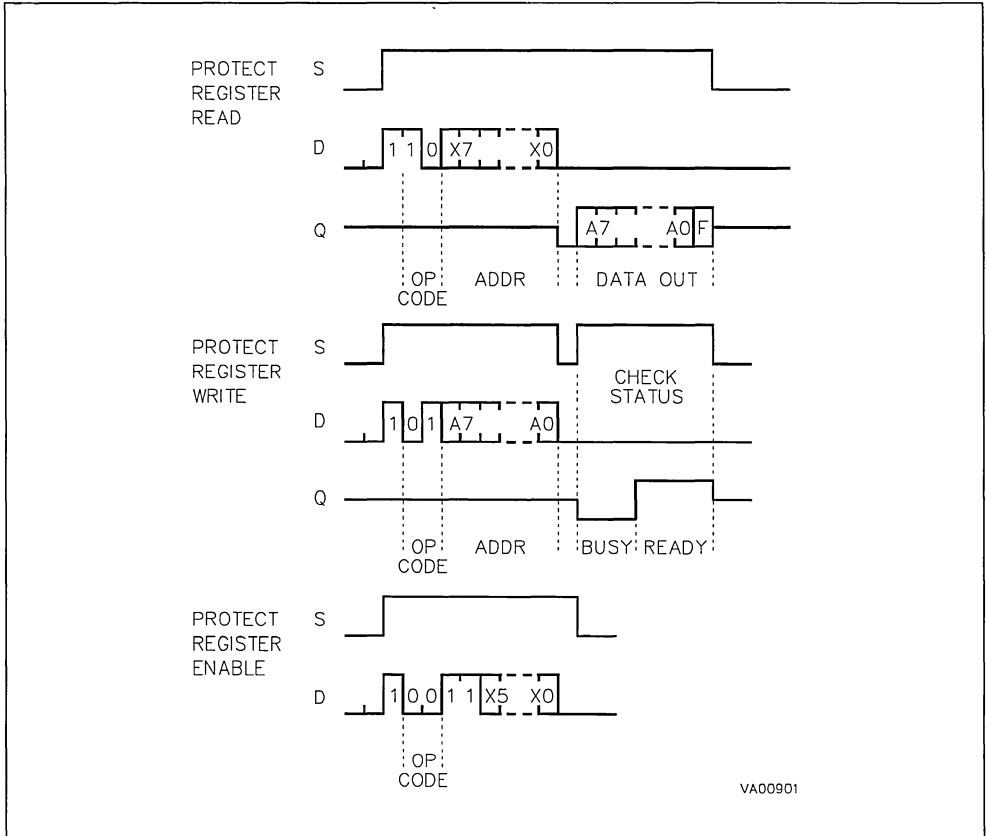 PROTECT REGISTER READ
S
D
1 1 0 X7 X0
Q
A7 A0 F
OP CODE
ADDR
DATA OUT
PROTECT REGISTER WRITE
S
CHECK STATUS
D
1 0 1 A7 A0
Q
OP CODE
ADDR
BUSY
READY
PROTECT REGISTER ENABLE
S
D
1 0 0 1 1 X5 X0
OP CODE
VA00901